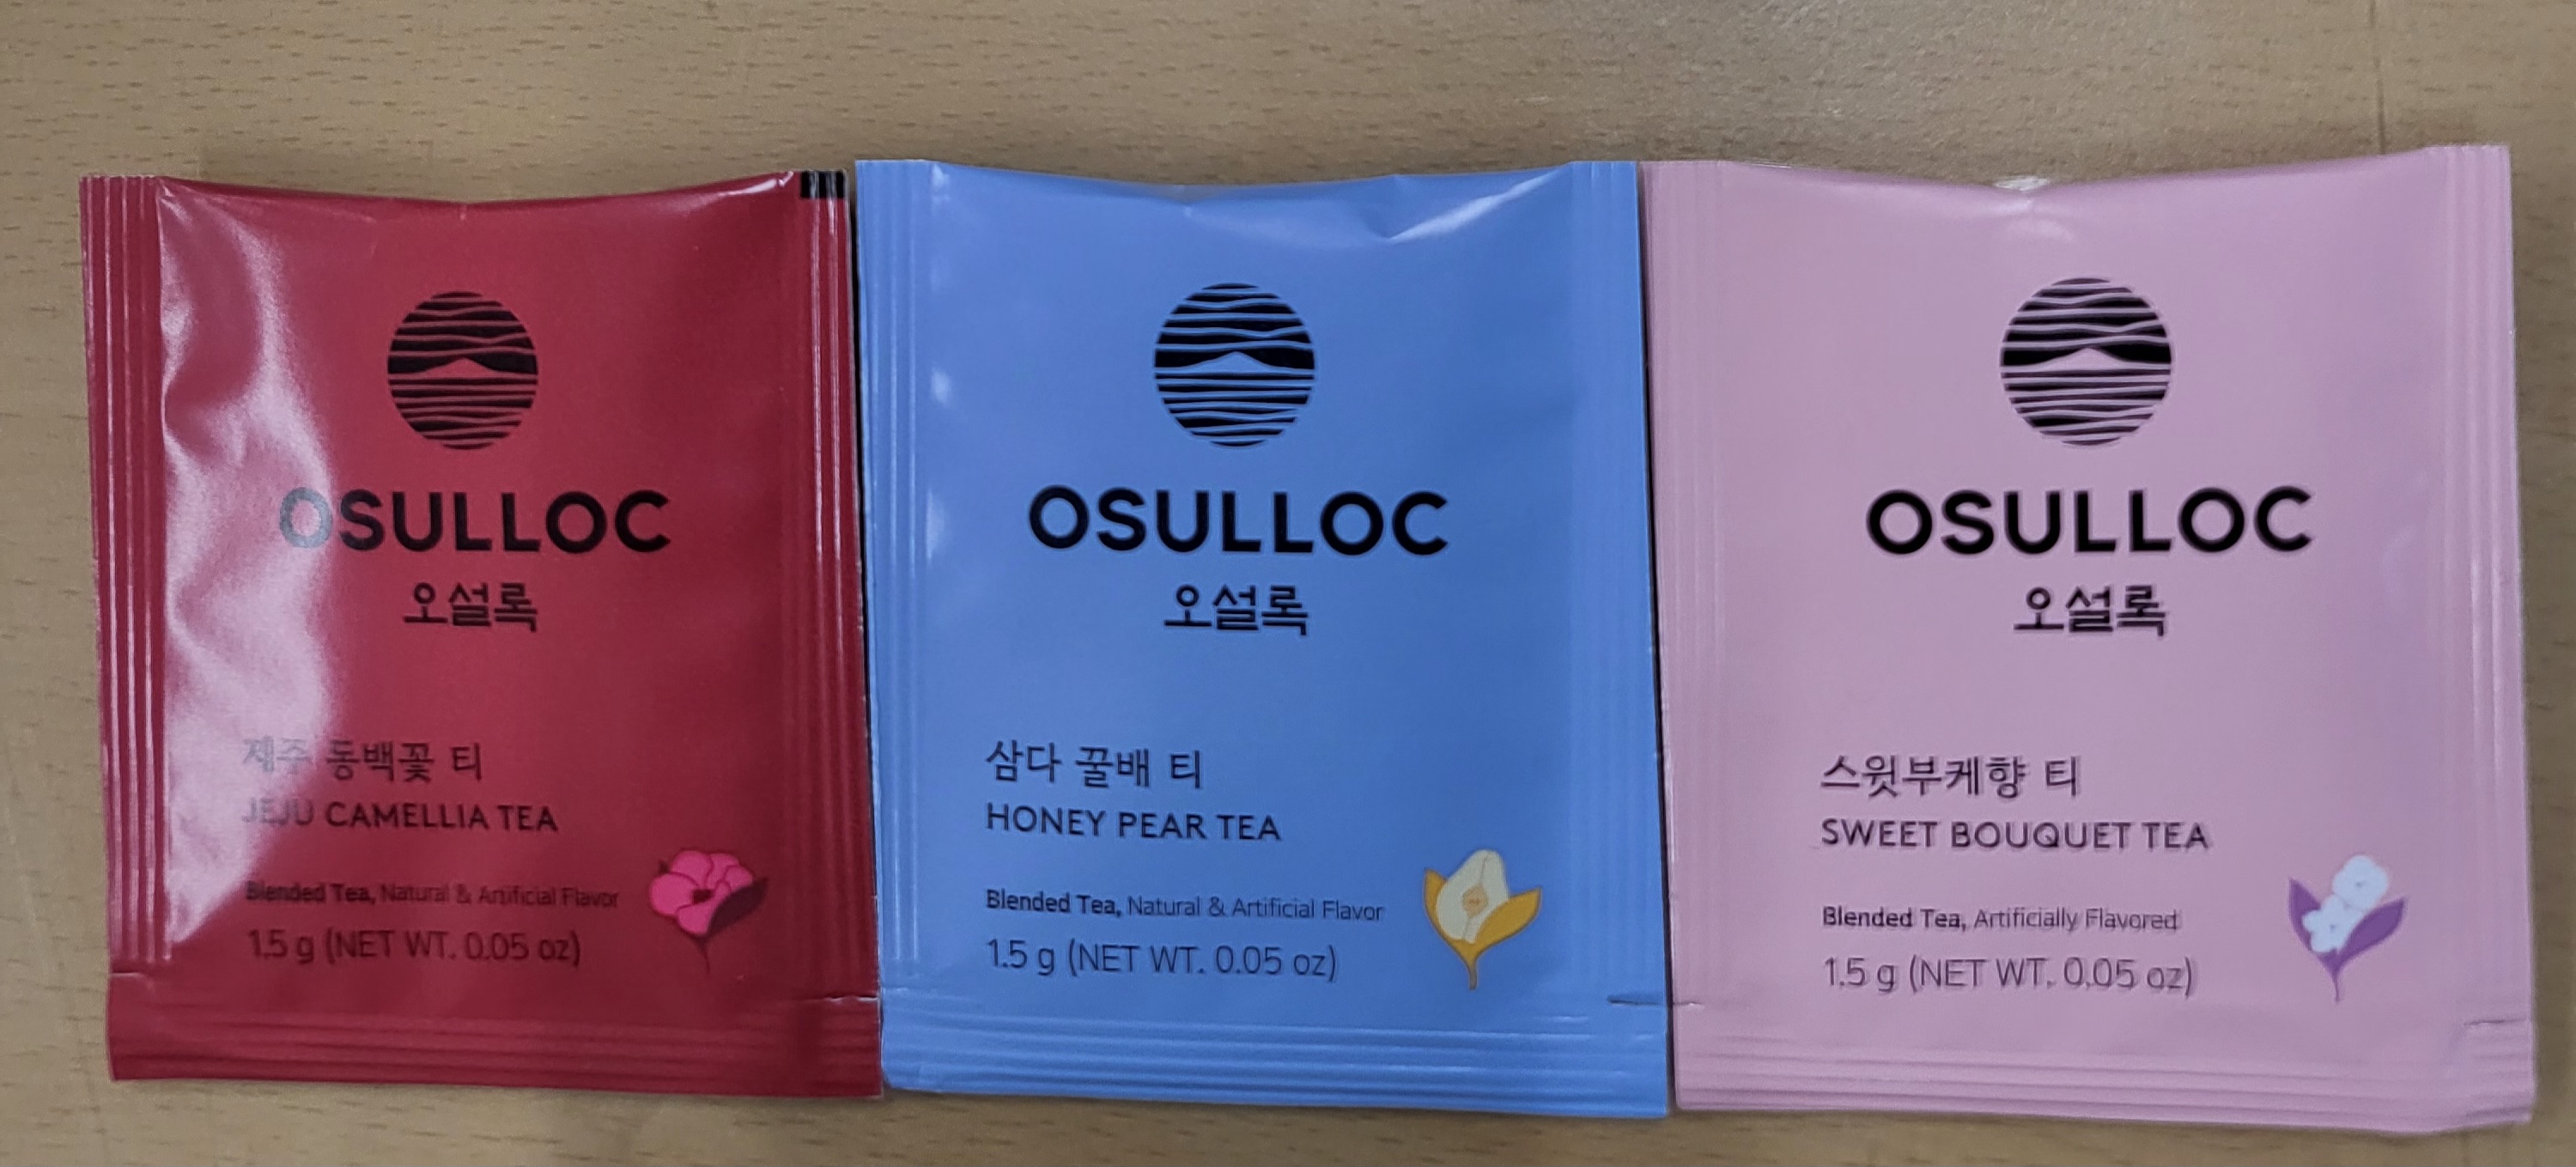 OSULLOC
오설록
제주 동백꽃 티
JEJU CAMELLIA TEA
Blended Tea, Natural & Artificial Flavor
1.5 g (NET WT. 0.05 oz)
OSULLOC
오설록
삼다 꿀배 티
HONEY PEAR TEA
Blended Tea, Natural & Artificial Flavor
1.5 g (NET WT. 0.05 oz)
OSULLOC
오설록
스윗부케향 티
SWEET BOUQUET TEA
Blended Tea, Artificially Flavored
1.5 g (NET WT. 0.05 oz)